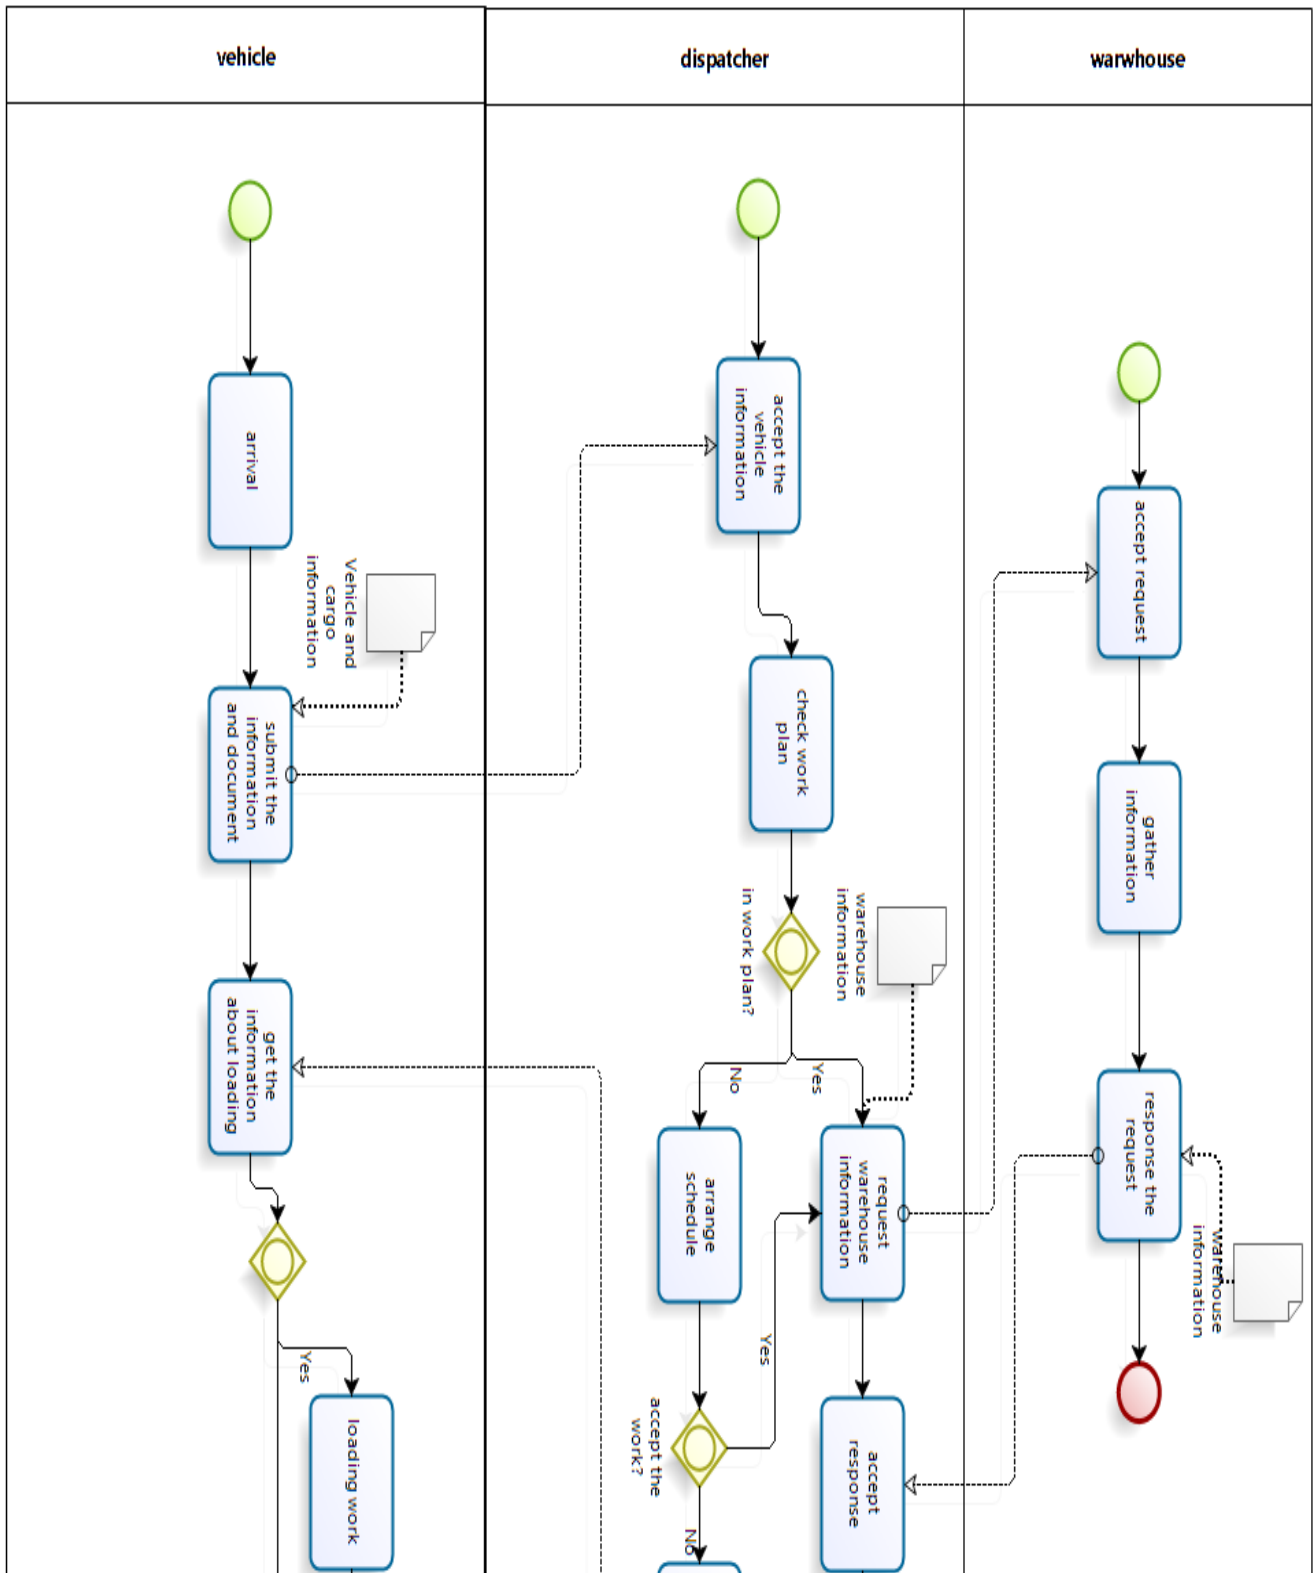 vehicle
dispatcher
warwhouse
arrival
Vehicle and
cargo
information
submit the
information
and document
get the
information
about loading
Yes
loading work
accept the
vehicle
information
check work
plan
in work plan?
warehouse
information
No
Yes
arrange
schedule
request
warehouse
information
Yes
accept the
work?
No
accept
response
accept request
gather
information
response the
request
warehouse
information